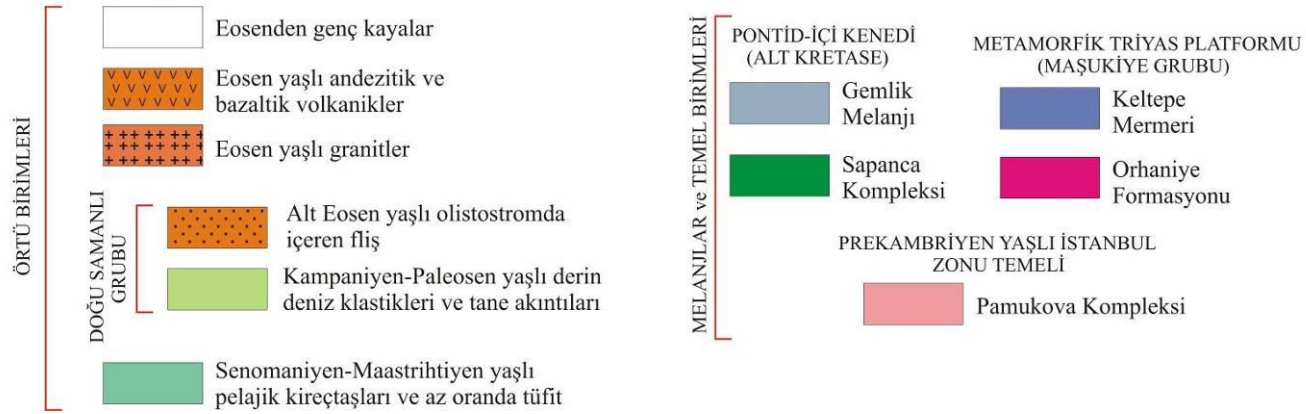 ÖRTÜ BİRİMLERİ
Eosenden genç kayalar
Eosen yaşlı andezitik ve
bazaltik volkanikler
Eosen yaşlı granitler
DOĞU SAMANLI
GRUBU
Alt Eosen yaşlı olistostromda
içeren fliş
Kampaniyen-Paleosen yaşlı derin
deniz klastikleri ve tane akıntıları
Senomaniyen-Maastrihtiyen yaşlı
pelajik kireçtaşları ve az oranda tüfit
MELANJLAR ve TEMEL BİRİMLERİ
PONTİD-İÇİ KENEDİ
(ALT KRETASE)
Gemlik
Melanjı
Sapanca
Kompleksi
METAMORFİK TRİYAS PLATFORMU
(MAŞUKİYE GRUBU)
Keltepe
Mermeri
Orhaniye
Formasyonu
PREKAMBRİYEN YAŞLI İSTANBUL
ZONU TEMELİ
Pamukova Kompleksi